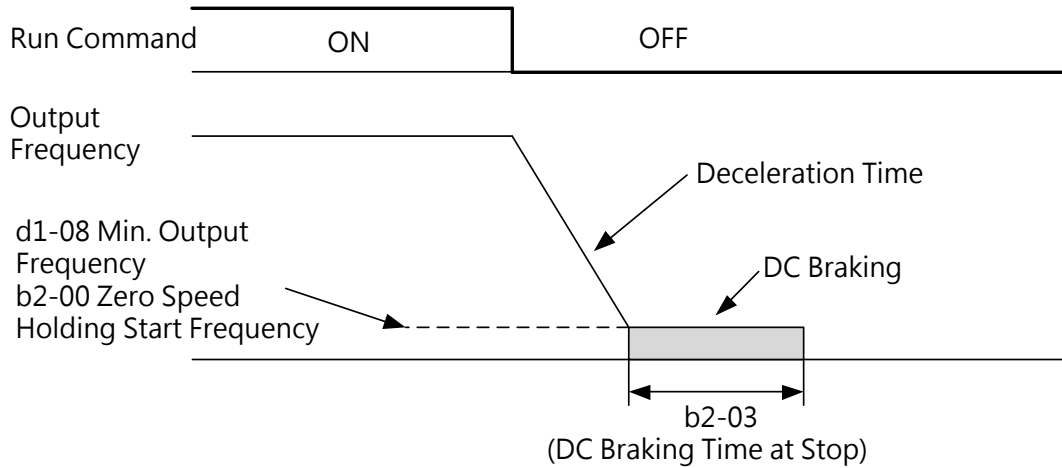 Run Command
ON
OFF
Output
Frequency
Deceleration Time
d1-08 Min. Output
Frequency
b2-00 Zero Speed
Holding Start Frequency
DC Braking
b2-03
(DC Braking Time at Stop)